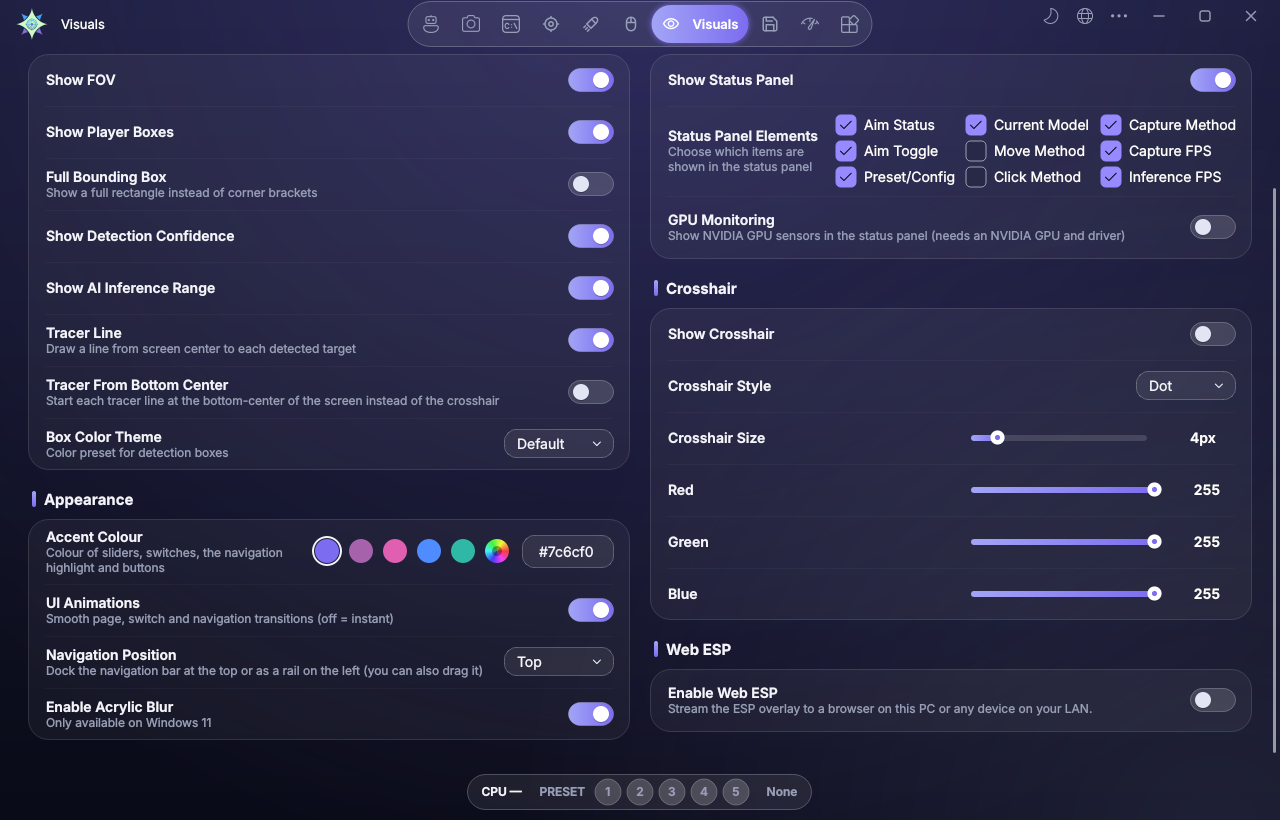 Visuals
C:\
Visuals
Show FOV
Show Player Boxes
Full Bounding Box
Show a full rectangle instead of corner brackets
Show Detection Confidence
Show AI Inference Range
Tracer Line
Draw a line from screen center to each detected target
Tracer From Bottom Center
Start each tracer line at the bottom-center of the screen instead of the crosshair
Box Color Theme
Color preset for detection boxes
Default
Appearance
Accent Colour
Colour of sliders, switches, the navigation
highlight and buttons
#7c6cf0
UI Animations
Smooth page, switch and navigation transitions (off = instant)
Navigation Position
Dock the navigation bar at the top or as a rail on the left (you can also drag it)
Top
Enable Acrylic Blur
Only available on Windows 11
Show Status Panel
Status Panel Elements
Choose which items are
shown in the status panel
Aim Status Current Model Capture Method
Aim Toggle Move Method Capture FPS
Preset/Config Click Method Inference FPS
GPU Monitoring
Show NVIDIA GPU sensors in the status panel (needs an NVIDIA GPU and driver)
Crosshair
Show Crosshair
Crosshair Style Dot
Crosshair Size 4px
Red 255
Green 255
Blue 255
Web ESP
Enable Web ESP
Stream the ESP overlay to a browser on this PC or any device on your LAN.
CPU — PRESET 1 2 3 4 5 None